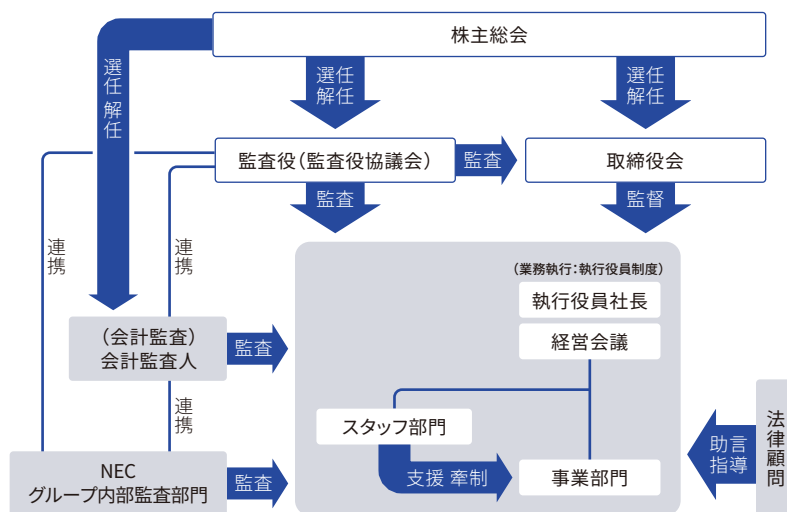 株主総会
選任 解任
選任
解任
選任
解任
監査役（監査役協議会）
監査
取締役会
監査
監督
連携
連携
（業務執行：執行役員制度）
執行役員社長
経営会議
（会計監査）
会計監査人
監査
連携
スタッフ部門
支援 牽制
事業部門
助言
指導
法律顧問
NEC
グループ内部監査部門
監査